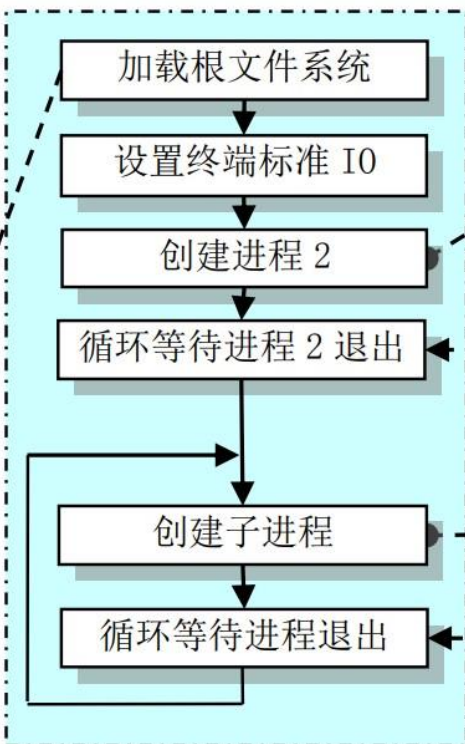 加载根文件系统
设置终端标准 IO
创建进程 2
循环等待进程 2 退出
创建子进程
循环等待进程退出